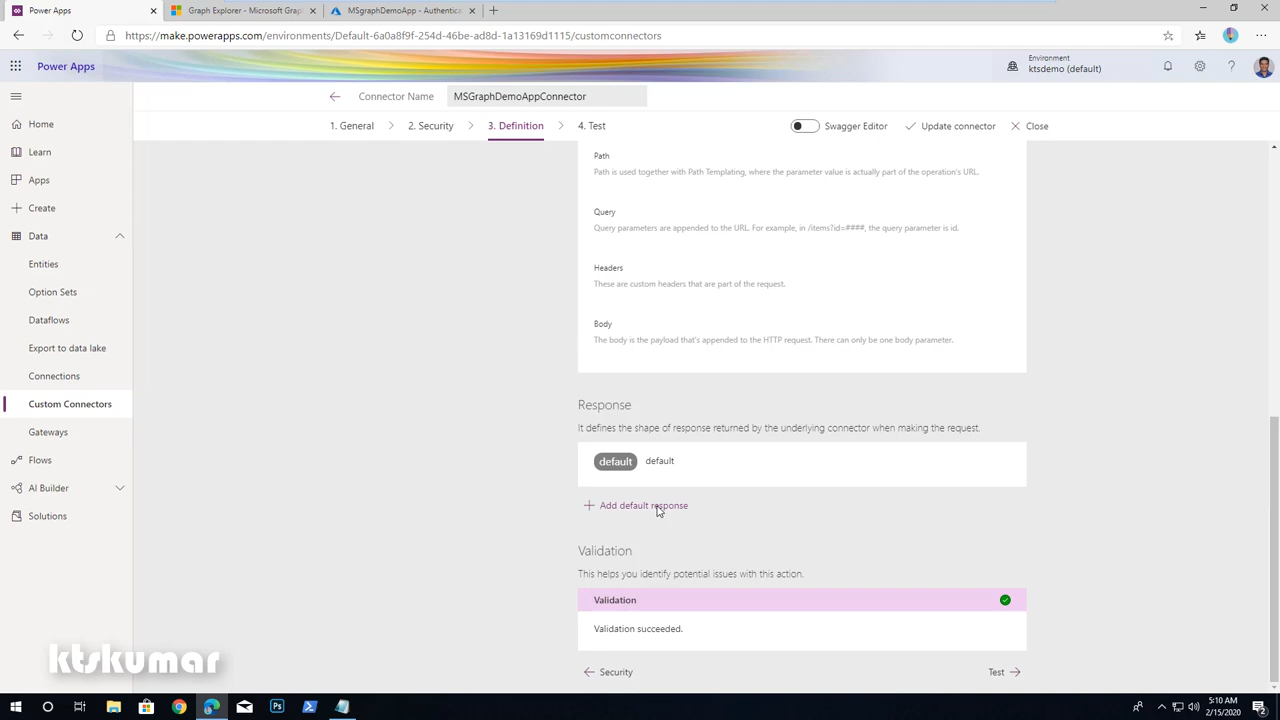 Power Apps
Graph Explorer - Microsoft Grap
MSgraphDemoApp - Authentica
https://make.powerapps.com/environments/Default-6a0a8f9f-254d-46be-ad8d-1a13169d1115/customconnectors
Power Apps
Environment
ktsdemo (default)
Connector Name
MSGraphDemoAppConnector
1. General
2. Security
3. Definition
4. Test
Swagger Editor
Update connector
Close
Home
Learn
Apps
Create
Data
Entities
Option Sets
Dataflows
Export to data lake
Connections
Custom Connectors
Gateways
Flows
AI Builder
Solutions
Path
Path is used together with Path Templating, where the parameter value is actually part of the operation's URL.
Query
Query parameters are appended to the URL. For example, in /items?id=####, the query parameter is id.
Headers
These are custom headers that are part of the request.
Body
The body is the payload that's appended to the HTTP request. There can only be one body parameter.
Response
It defines the shape of response returned by the underlying connector when making the request.
default default
Add default response
Validation
This helps you identify potential issues with this action.
Validation
Validation succeeded.
Security
Test
ktskumar
5:10 AM
2/15/2020
2